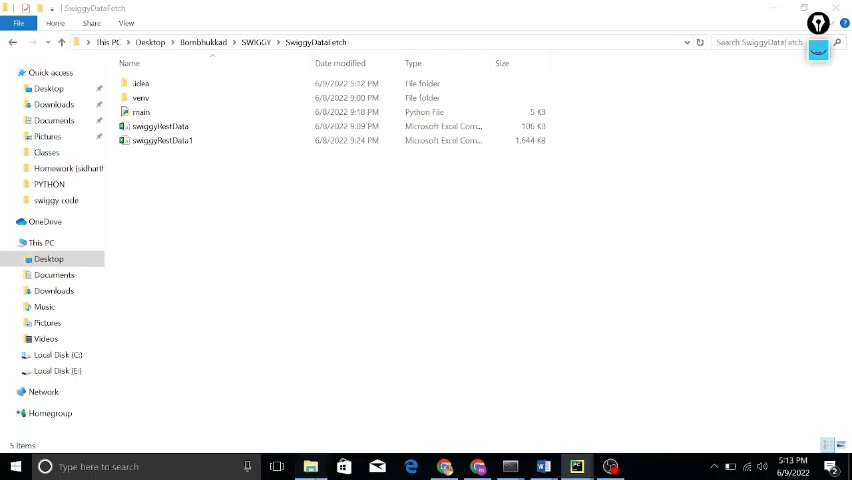 SwiggyDataFetch
File Home Share View
This PC Desktop Bombhukkad SWIGGY SwiggyDataFetch Search SwiggyDataFetch
Name Date modified Type Size
Quick access
Desktop
Downloads
Documents
Pictures
Classes
Homework (sidharth
PYTHON
swiggy code
OneDrive
This PC
Desktop
Documents
Downloads
Music
Pictures
Videos
Local Disk (C:)
Local Disk (E:)
Network
Homegroup
.idea 6/9/2022 5:12 PM File folder
venv 6/8/2022 9:00 PM File folder
main 6/8/2022 9:18 PM Python File 5 KB
swiggyRestData 6/8/2022 9:09 PM Microsoft Excel Com... 106 KB
swiggyRestData1 6/8/2022 9:24 PM Microsoft Excel Com... 1,644 KB
5 items
Type here to search
5:13 PM
6/9/2022
2